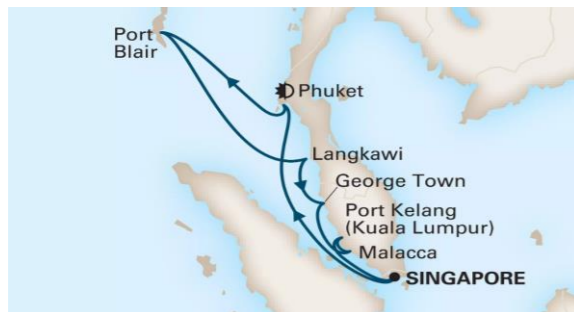 Port
Blair
Phuket
Langkawi
George Town
Port Kelang
(Kuala Lumpur)
Malacca
SINGAPORE